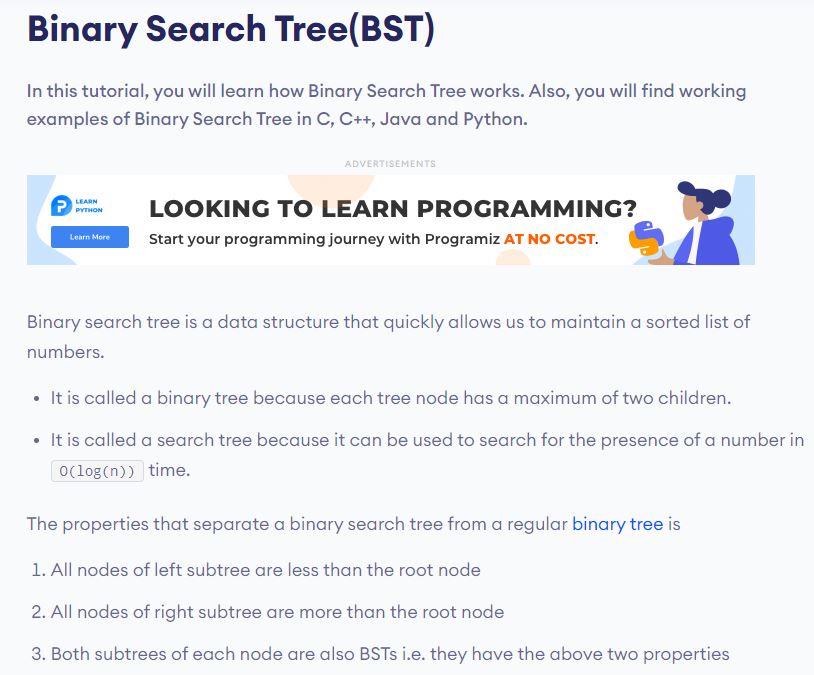 Binary Search Tree(BST)
In this tutorial, you will learn how Binary Search Tree works. Also, you will find working
examples of Binary Search Tree in C, C++, Java and Python.
ADVERTISEMENTS
LEARN
PYTHON
Learn More
LOOKING TO LEARN PROGRAMMING?
Start your programming journey with Programiz AT NO COST.
Binary search tree is a data structure that quickly allows us to maintain a sorted list of
numbers.
• It is called a binary tree because each tree node has a maximum of two children.
• It is called a search tree because it can be used to search for the presence of a number in
O(log(n)) time.
The properties that separate a binary search tree from a regular binary tree is
1. All nodes of left subtree are less than the root node
2. All nodes of right subtree are more than the root node
3. Both subtrees of each node are also BSTs i.e. they have the above two properties